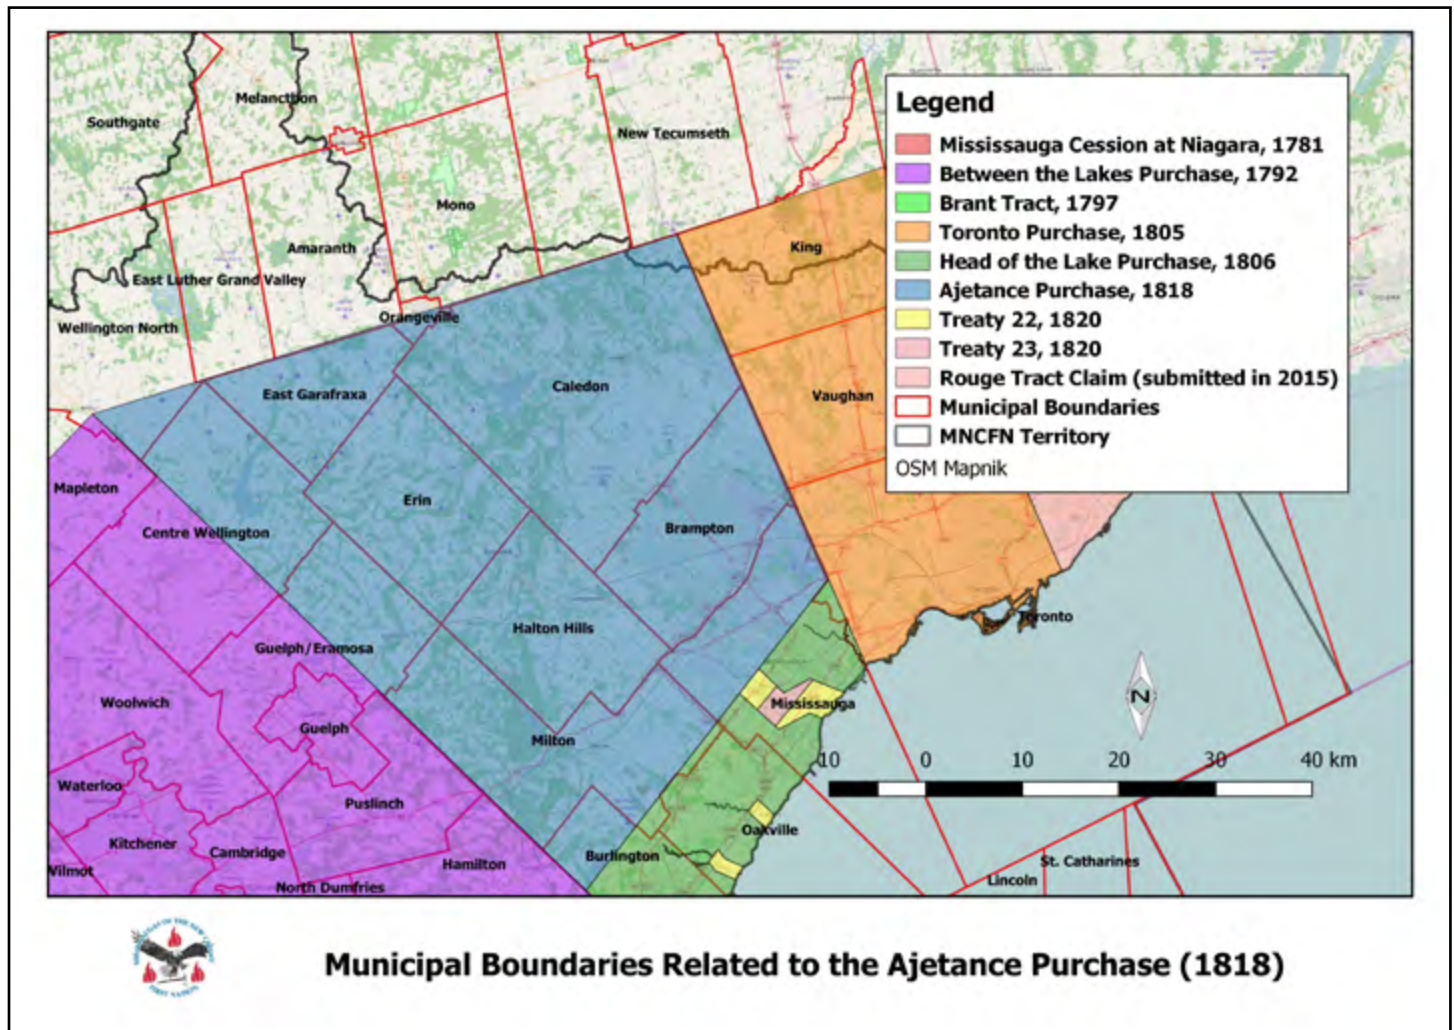 Legend
Mississauga Cession at Niagara, 1781
Between the Lakes Purchase, 1792
Brant Tract, 1797
Toronto Purchase, 1805
Head of the Lake Purchase, 1806
Ajetance Purchase, 1818
Treaty 22, 1820
Treaty 23, 1820
Rouge Tract Claim (submitted in 2015)
Municipal Boundaries
MNCFN Territory
OSM Mapnik
Melancthon
Southgate
New Tecumseth
Mono
Amaranth
King
East Luther Grand Valley
Orangeville
Wellington North
Caledon
East Garafraxa
Vaughan
Mapleton
Erin
Centre Wellington
Brampton
Toronto
Halton Hills
Guelph/Eramosa
Woolwich
Mississauga
Guelph
Milton
Waterloo
Puslinch
Oakville
Kitchener
Cambridge
Burlington
Hamilton
St. Catharines
Wilmot
Lincoln
North Dumfries
N
10 0 10 20 30 40 km
FIRST NATION
Municipal Boundaries Related to the Ajetance Purchase (1818)